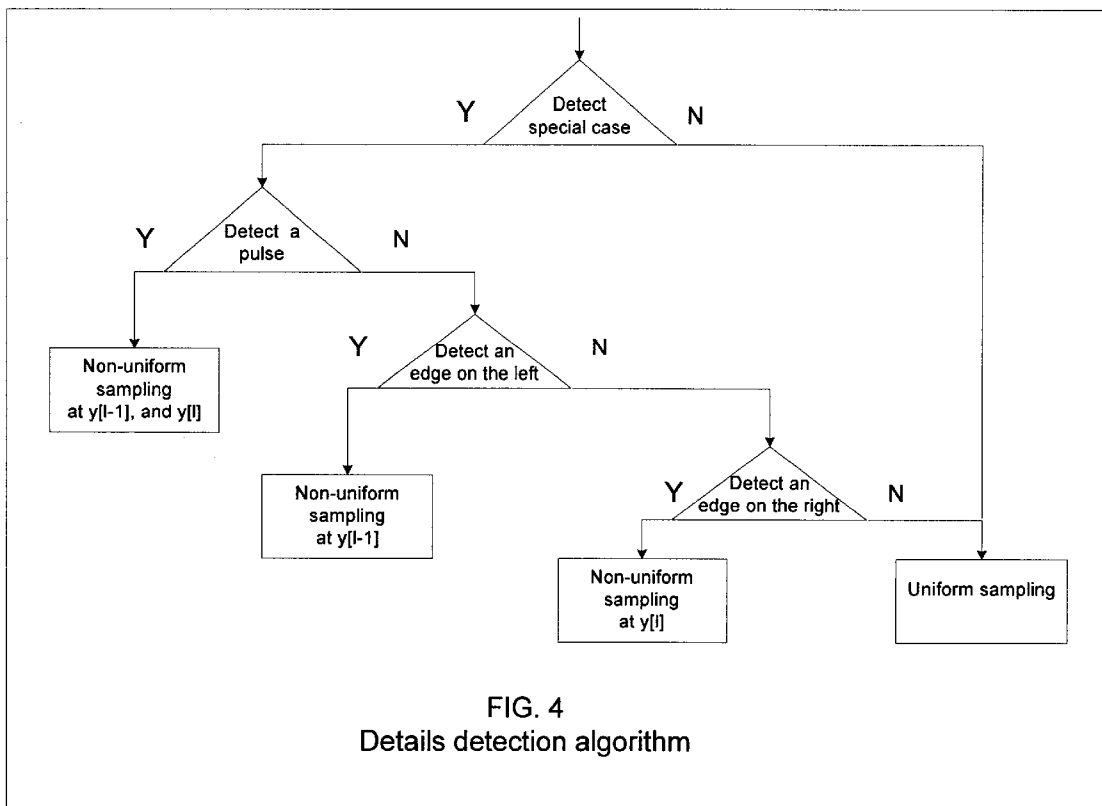 Y
Detect
special case
N
Y
Detect a
pulse
N
Non-uniform
sampling
at y[l-1], and y[l]
Y
Detect an
edge on the left
N
Non-uniform
sampling
at y[l-1]
Y
Detect an
edge on the right
N
Non-uniform
sampling
at y[l]
Uniform sampling
FIG. 4
Details detection algorithm